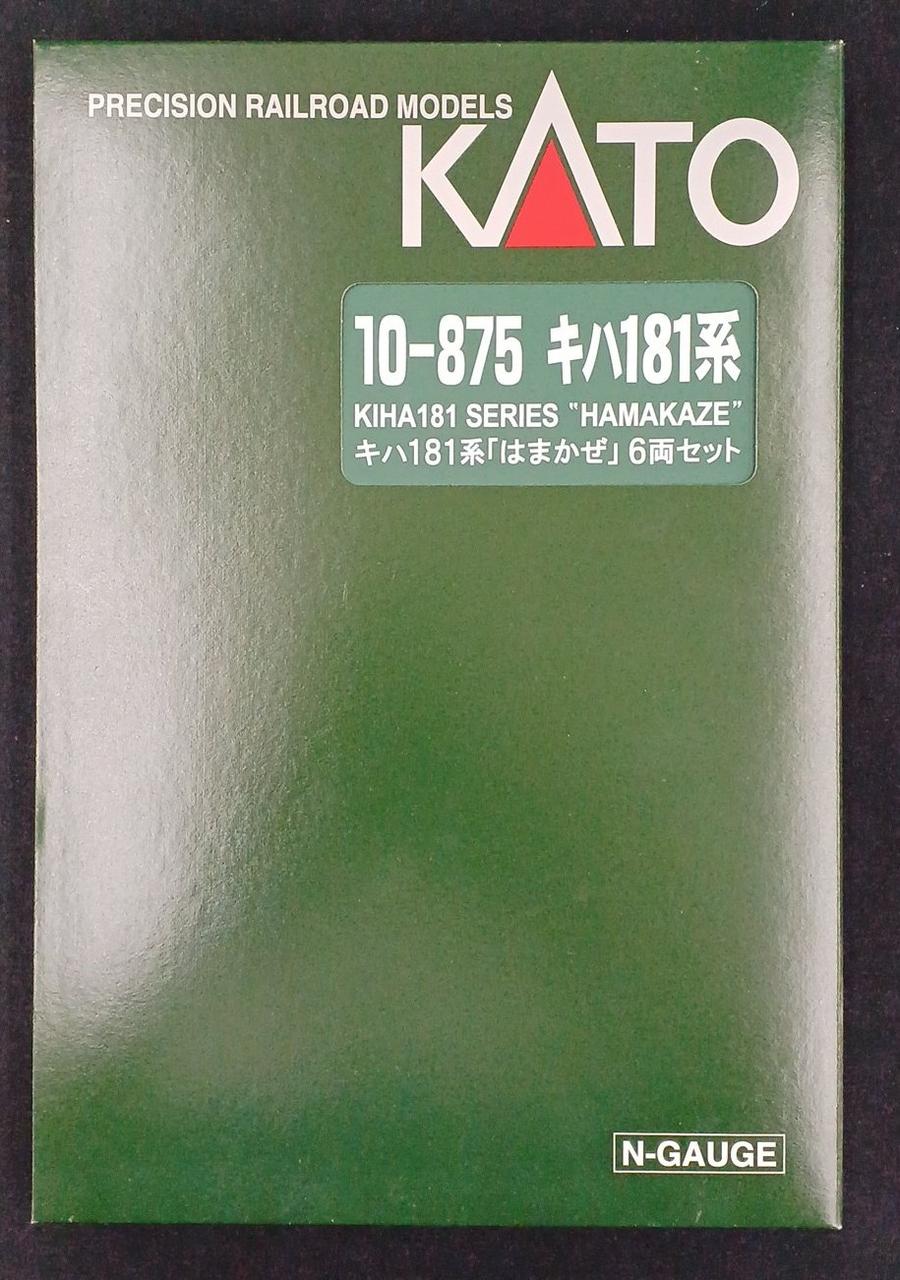 PRECISION RAILROAD MODELS
KATO
10-875 キハ181系
KIHA181 SERIES "HAMAKAZE"
キハ181系「はまかぜ」6両セット
N-GAUGE